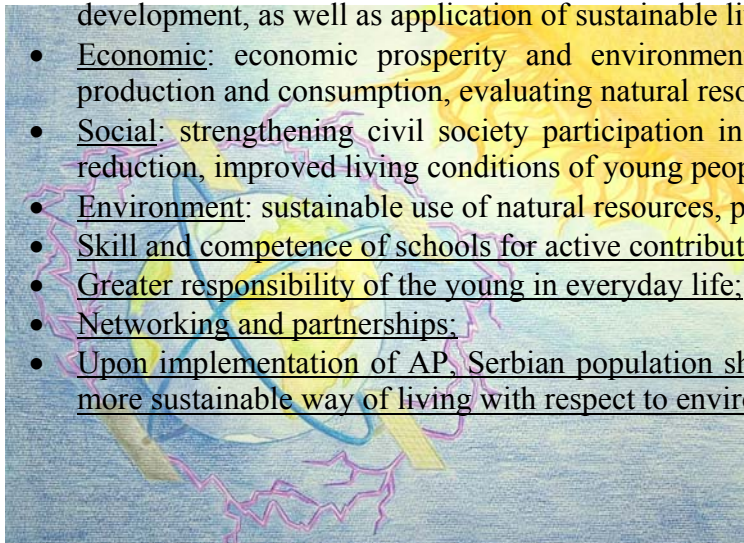 development, as well as application of sustainable li
• Economic: economic prosperity and environmen
production and consumption, evaluating natural reso
• Social: strengthening civil society participation in
reduction, improved living conditions of young peop
• Environment: sustainable use of natural resources, p
• Skill and competence of schools for active contribut
• Greater responsibility of the young in everyday life;
• Networking and partnerships;
• Upon implementation of AP, Serbian population sh
more sustainable way of living with respect to enviro